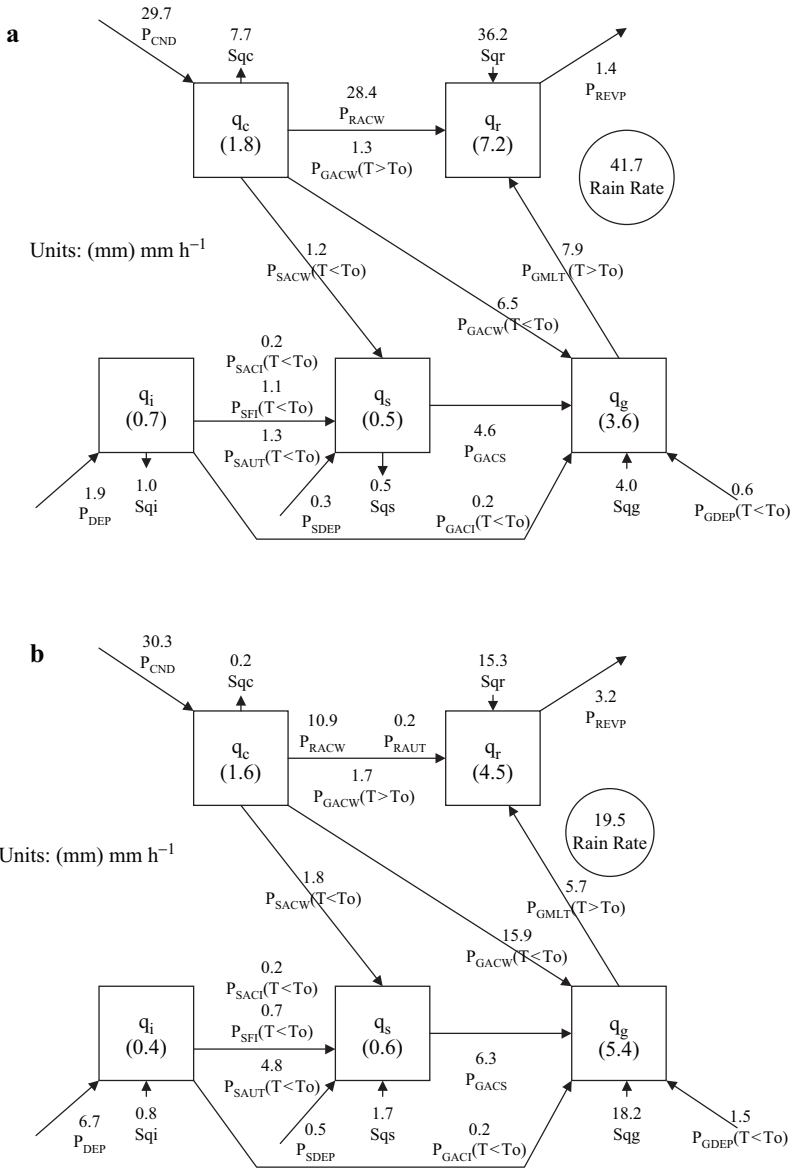 a
29.7
P_CND
7.7
Sqc
36.2
Sqr
1.4
P_REVP
q_c
(1.8)
28.4
P_RACW
1.3
P_GACW(T>To)
q_r
(7.2)
41.7
Rain Rate
Units: (mm) mm h⁻¹
1.2
P_SACW(T<To)
7.9
P_GMLT(T>To)
6.5
P_GACW(T<To)
0.2
P_SACI(T<To)
1.1
P_SFI(T<To)
1.3
P_SAUT(T<To)
q_i
(0.7)
q_s
(0.5)
q_g
(3.6)
4.6
P_GACS
1.9
P_DEP
1.0
Sqi
0.3
P_SDEP
0.5
Sqs
0.2
P_GACI(T<To)
4.0
Sqg
0.6
P_GDEP(T<To)
b
30.3
P_CND
0.2
Sqc
15.3
Sqr
3.2
P_REVP
q_c
(1.6)
10.9
P_RACW
0.2
P_RAUT
1.7
P_GACW(T>To)
q_r
(4.5)
19.5
Rain Rate
Units: (mm) mm h⁻¹
1.8
P_SACW(T<To)
5.7
P_GMLT(T>To)
15.9
P_GACW(T<To)
0.2
P_SACI(T<To)
0.7
P_SFI(T<To)
4.8
P_SAUT(T<To)
q_i
(0.4)
q_s
(0.6)
q_g
(5.4)
6.3
P_GACS
6.7
P_DEP
0.8
Sqi
0.5
P_SDEP
1.7
Sqs
0.2
P_GACI(T<To)
18.2
Sqg
1.5
P_GDEP(T<To)